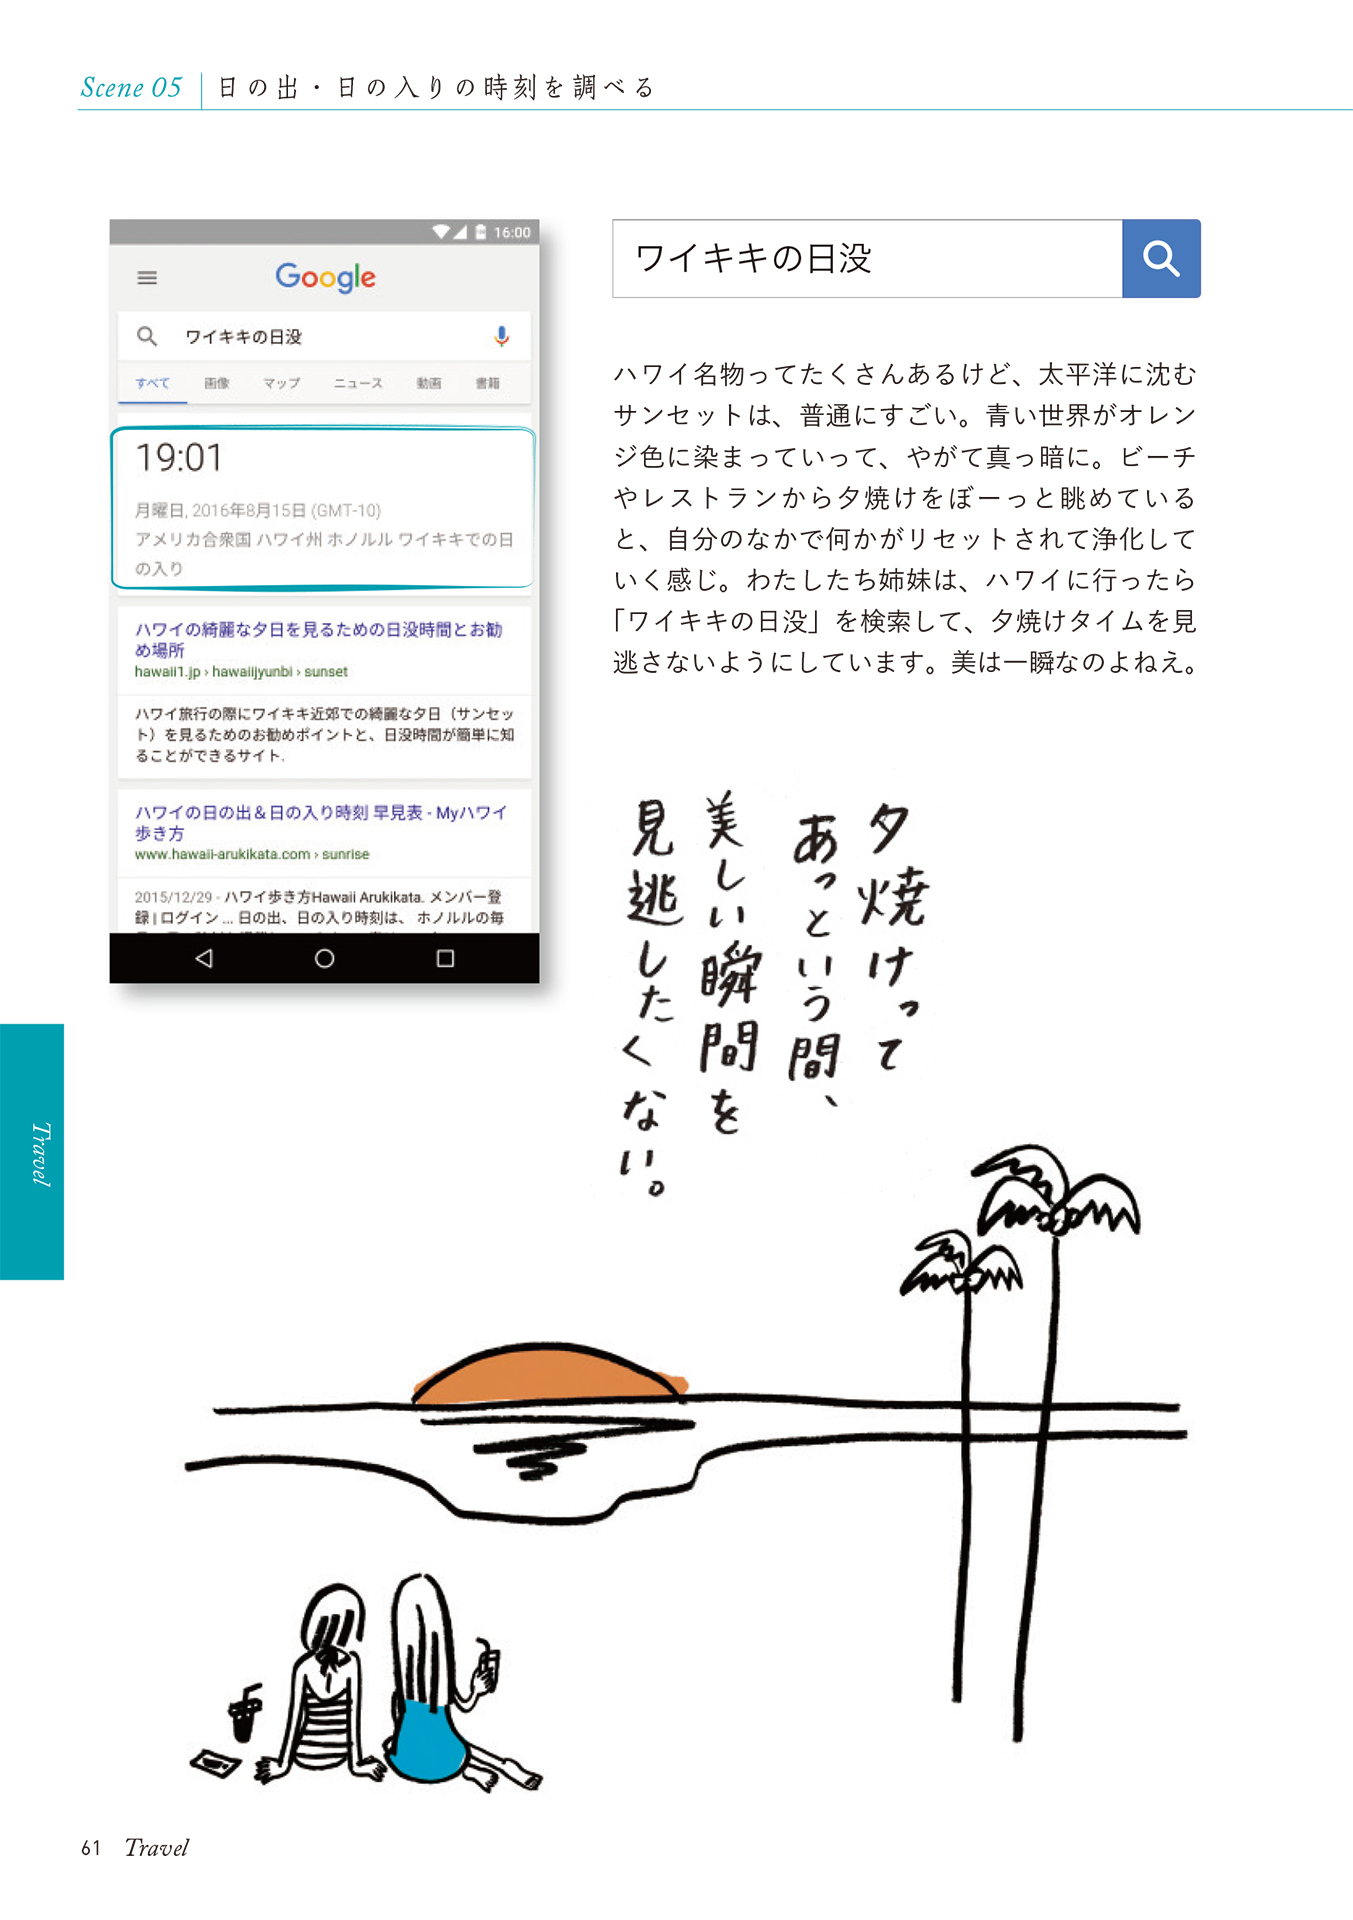 Scene 05 日の出・日の入りの時刻を調べる
16:00
Google
ワイキキの日没
すべて 画像 マップ ニュース 動画 書籍
19:01
月曜日, 2016年8月15日 (GMT-10)
アメリカ合衆国 ハワイ州 ホノルル ワイキキでの日
の入り
ハワイの綺麗な夕日を見るための日没時間とお勧
め場所
hawaii1.jp › hawaiijyunbi › sunset
ハワイ旅行の際にワイキキ近郊での綺麗な夕日（サンセッ
ト）を見るためのお勧めポイントと、日没時間が簡単に知
ることができるサイト.
ハワイの日の出＆日の入り時刻 早見表 - Myハワイ
歩き方
www.hawaii-arukikata.com › sunrise
2015/12/29 - ハワイ歩き方Hawaii Arukikata. メンバー登
録 | ログイン ... 日の出、日の入り時刻は、 ホノルルの毎
ワイキキの日没
ハワイ名物ってたくさんあるけど、太平洋に沈む
サンセットは、普通にすごい。青い世界がオレン
ジ色に染まっていって、やがて真っ暗に。ビーチ
やレストランから夕焼けをぼーっと眺めている
と、自分のなかで何かがリセットされて浄化して
いく感じ。わたしたち姉妹は、ハワイに行ったら
「ワイキキの日没」を検索して、夕焼けタイムを見
逃さないようにしています。美は一瞬なのよねえ。
夕焼けって
あっという間、
美しい瞬間を
見逃したくない。
Travel
61 Travel